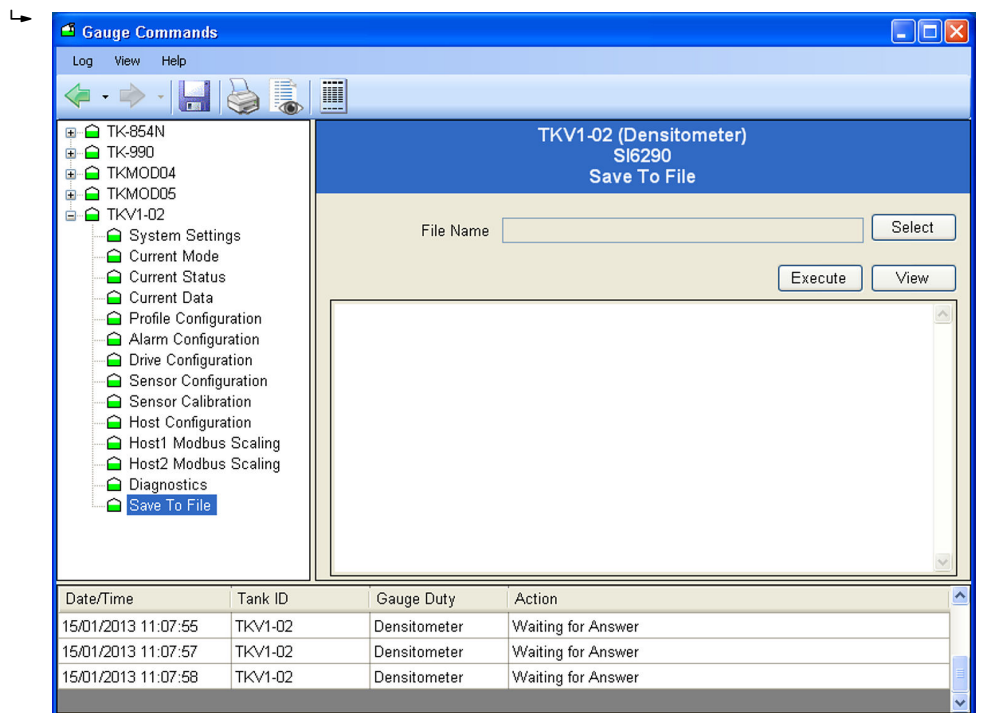 Gauge Commands
Log View Help
TK-854N
TK-990
TKMOD04
TKMOD05
TKV1-02
System Settings
Current Mode
Current Status
Current Data
Profile Configuration
Alarm Configuration
Drive Configuration
Sensor Configuration
Sensor Calibration
Host Configuration
Host1 Modbus Scaling
Host2 Modbus Scaling
Diagnostics
Save To File
TKV1-02 (Densitometer)
SI6290
Save To File
File Name Select
Execute View
Date/Time Tank ID Gauge Duty Action
15/01/2013 11:07:55 TKV1-02 Densitometer Waiting for Answer
15/01/2013 11:07:57 TKV1-02 Densitometer Waiting for Answer
15/01/2013 11:07:58 TKV1-02 Densitometer Waiting for Answer